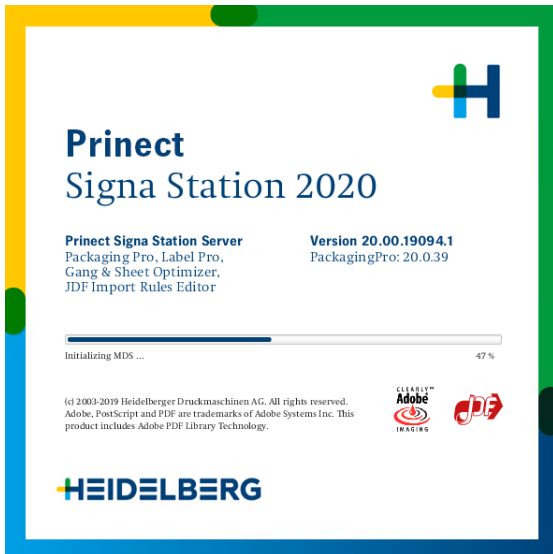 Prinect
Signa Station 2020
Prinect Signa Station Server
Packaging Pro, Label Pro,
Gang & Sheet Optimizer,
JDF Import Rules Editor
Version 20.00.19094.1
PackagingPro: 20.0.39
Initializing MDS ...
47 %
(c) 2003-2019 Heidelberger Druckmaschinen AG. All rights reserved.
Adobe, PostScript and PDF are trademarks of Adobe Systems Inc. This
product includes Adobe PDF Library Technology.
CLEARLY™
Adobe
IMAGING
JDF
HEIDELBERG